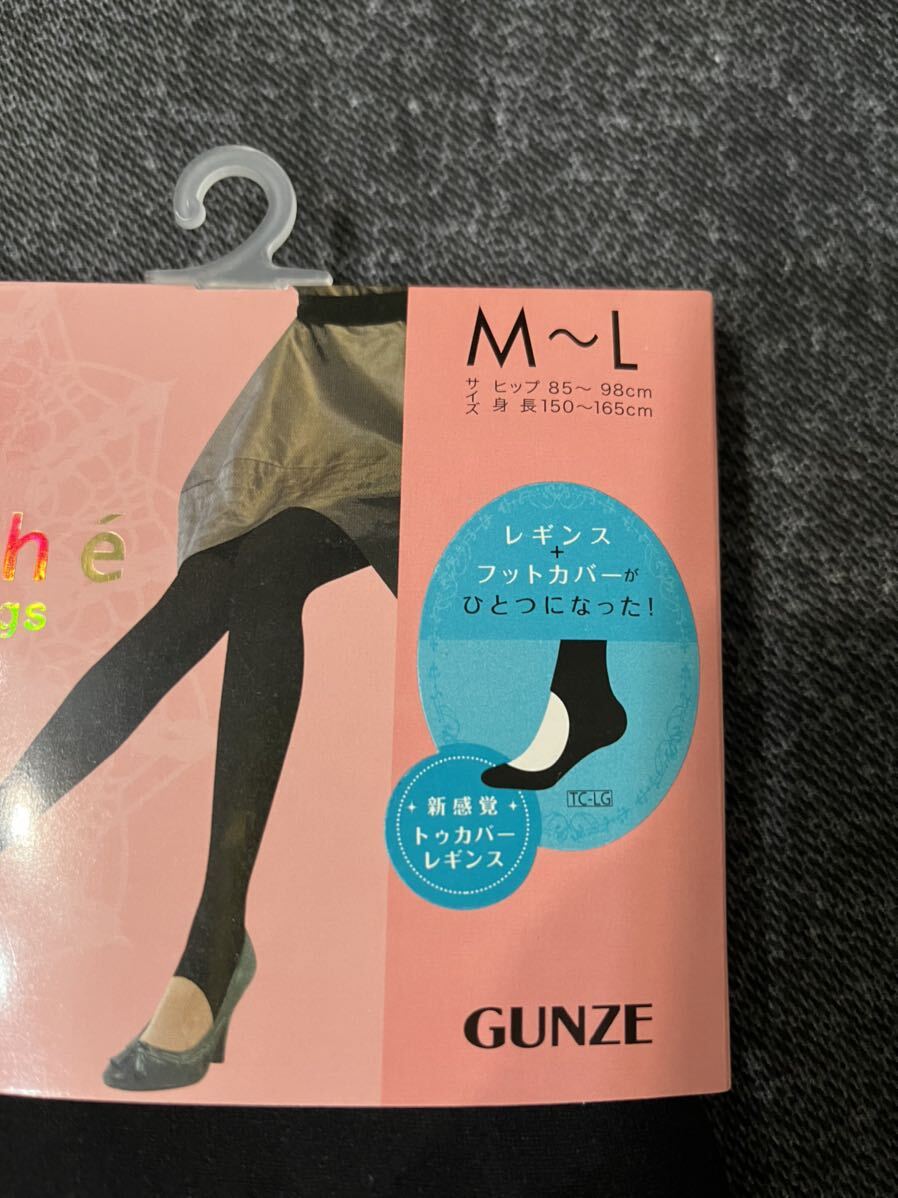 hé
gs
M～L
サイズ
ヒップ 85～98cm
身長150～165cm
レギンス
+
フットカバーが
ひとつになった!
TC-LG
新感覚
トゥカバー
レギンス
GUNZE